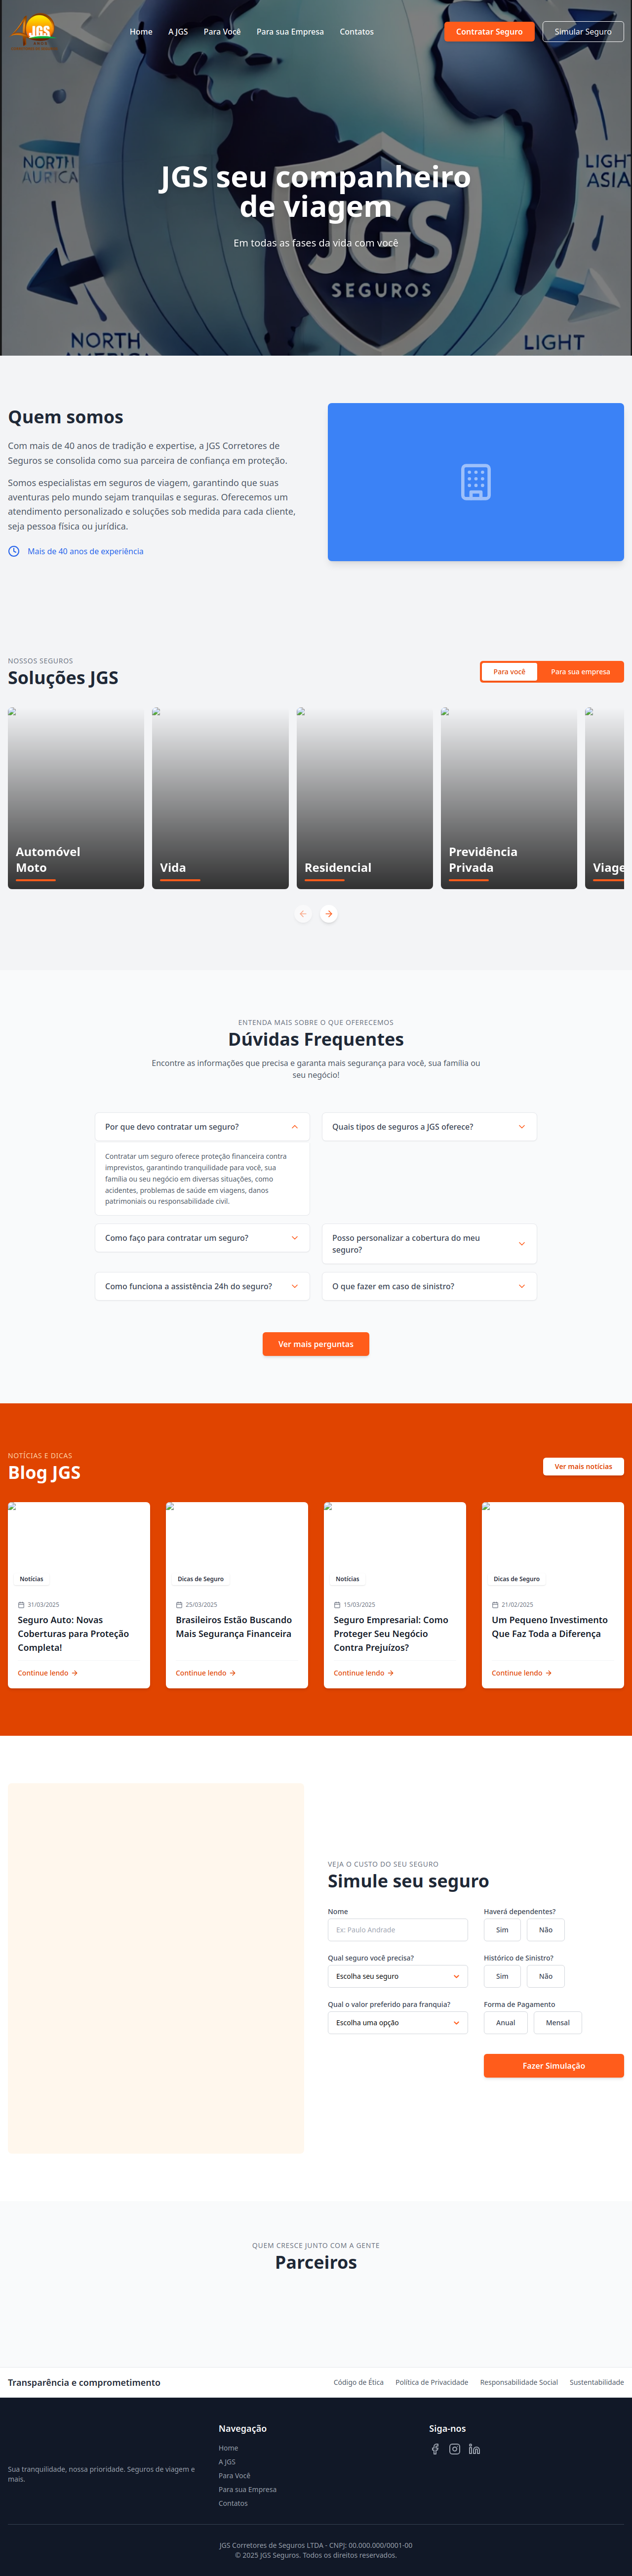 JGS
Home
A JGS
Para Você
Para sua Empresa
Contatos
Contratar Seguro
Simular Seguro
NORTH
AURICA
LIGHT
ASIA
JGS seu companheiro
de viagem
Em todas as fases da vida com você
JGS
SEGUROS
NORTH
AMERICA
LIGHT
Quem somos
Com mais de 40 anos de tradição e expertise, a JGS Corretores de
Seguros se consolida como sua parceira de confiança em proteção.
Somos especialistas em seguros de viagem, garantindo que suas
aventuras pelo mundo sejam tranquilas e seguras. Oferecemos um
atendimento personalizado e soluções sob medida para cada cliente,
seja pessoa física ou jurídica.
Mais de 40 anos de experiência
NOSSOS SEGUROS
Soluções JGS
Para você
Para sua empresa
Automóvel
Moto
Vida
Residencial
Previdência
Privada
Viage
ENTENDA MAIS SOBRE O QUE OFERECEMOS
Dúvidas Frequentes
Encontre as informações que precisa e garanta mais segurança para você, sua família ou
seu negócio!
Por que devo contratar um seguro?
Quais tipos de seguros a JGS oferece?
Contratar um seguro oferece proteção financeira contra
imprevistos, garantindo tranquilidade para você, sua
família ou seu negócio em diversas situações, como
acidentes, problemas de saúde em viagens, danos
patrimoniais ou responsabilidade civil.
Como faço para contratar um seguro?
Posso personalizar a cobertura do meu
seguro?
Como funciona a assistência 24h do seguro?
O que fazer em caso de sinistro?
Ver mais perguntas
NOTÍCIAS E DICAS
Blog JGS
Ver mais notícias
Notícias
31/03/2025
Seguro Auto: Novas
Coberturas para Proteção
Completa!
Continue lendo
Dicas de Seguro
25/03/2025
Brasileiros Estão Buscando
Mais Segurança Financeira
Continue lendo
Notícias
15/03/2025
Seguro Empresarial: Como
Proteger Seu Negócio
Contra Prejuízos?
Continue lendo
Dicas de Seguro
21/02/2025
Um Pequeno Investimento
Que Faz Toda a Diferença
Continue lendo
VEJA O CUSTO DO SEU SEGURO
Simule seu seguro
Nome
Ex: Paulo Andrade
Haverá dependentes?
Sim
Não
Qual seguro você precisa?
Escolha seu seguro
Histórico de Sinistro?
Sim
Não
Qual o valor preferido para franquia?
Escolha uma opção
Forma de Pagamento
Anual
Mensal
Fazer Simulação
QUEM CRESCE JUNTO COM A GENTE
Parceiros
Transparência e comprometimento
Código de Ética
Política de Privacidade
Responsabilidade Social
Sustentabilidade
Sua tranquilidade, nossa prioridade. Seguros de viagem e
mais.
Navegação
Home
A JGS
Para Você
Para sua Empresa
Contatos
Siga-nos
JGS Corretores de Seguros LTDA - CNPJ: 00.000.000/0001-00
© 2025 JGS Seguros. Todos os direitos reservados.